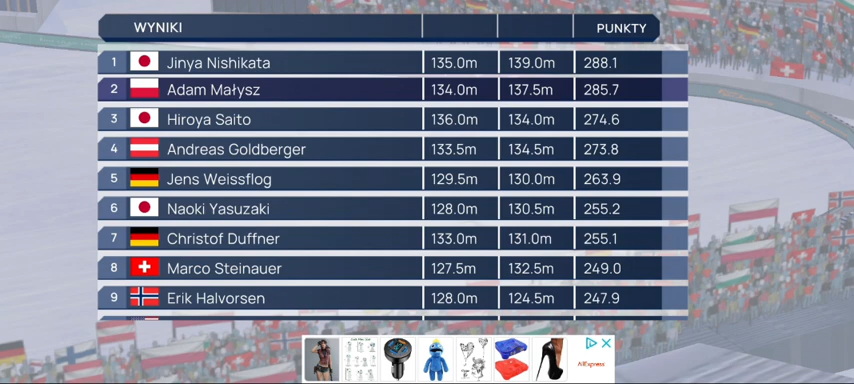 WYNIKI PUNKTY
1 Jinya Nishikata 135.0m 139.0m 288.1
2 Adam Małysz 134.0m 137.5m 285.7
3 Hiroya Saito 136.0m 134.0m 274.6
4 Andreas Goldberger 133.5m 134.5m 273.8
5 Jens Weissflog 129.5m 130.0m 263.9
6 Naoki Yasuzaki 128.0m 130.5m 255.2
7 Christof Duffner 133.0m 131.0m 255.1
8 Marco Steinauer 127.5m 132.5m 249.0
9 Erik Halvorsen 128.0m 124.5m 247.9
AliExpress